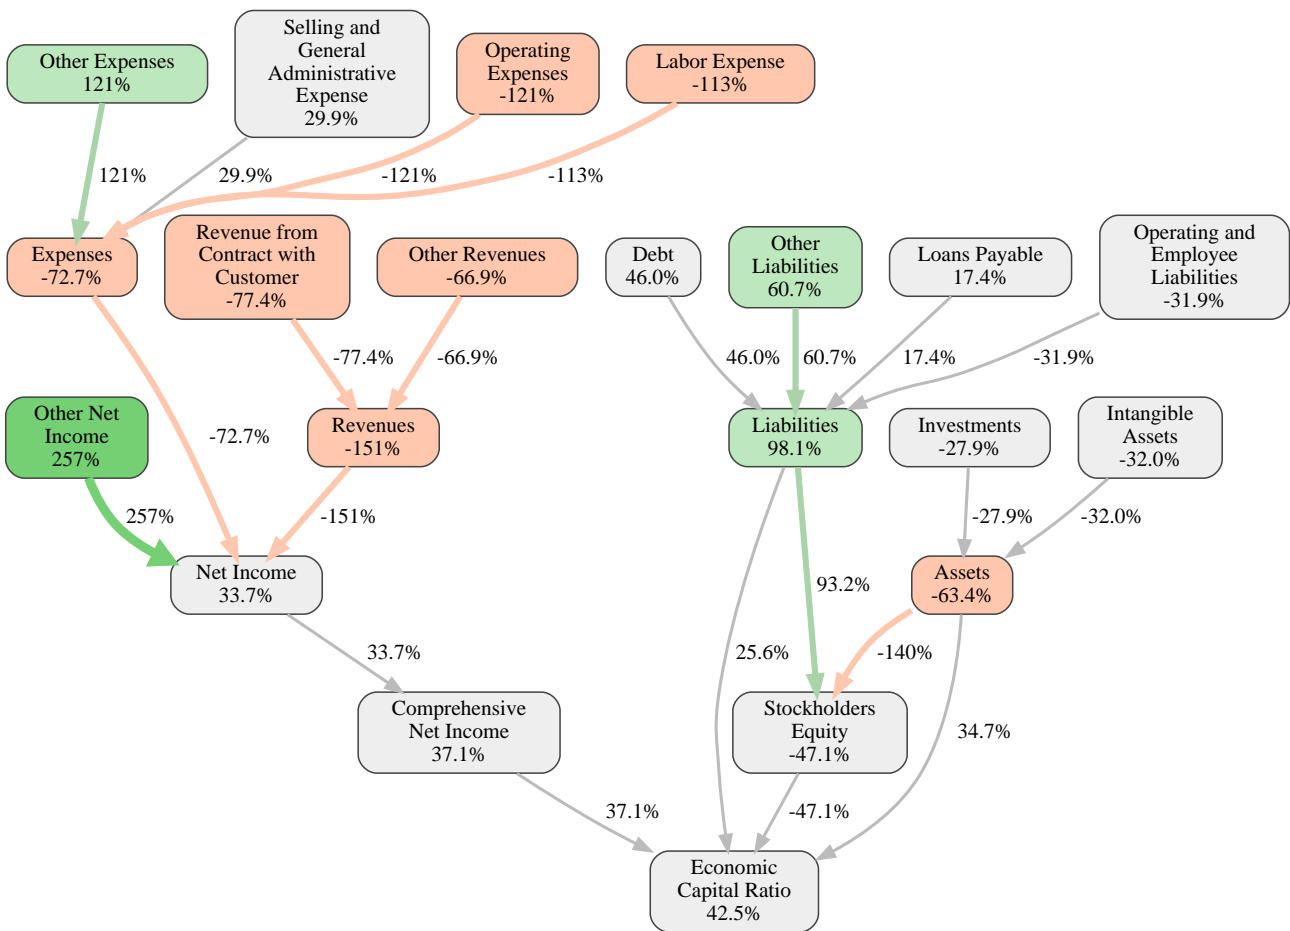 Other Expenses
121%
Selling and
General
Administrative
Expense
29.9%
Operating
Expenses
-121%
Labor Expense
-113%
121%
29.9%
-121%
-113%
Expenses
-72.7%
Revenue from
Contract with
Customer
-77.4%
Other Revenues
-66.9%
Debt
46.0%
Other
Liabilities
60.7%
Loans Payable
17.4%
Operating and
Employee
Liabilities
-31.9%
-77.4%
-66.9%
46.0%
60.7%
17.4%
-31.9%
Other Net
Income
257%
-72.7%
Revenues
-151%
Liabilities
98.1%
Investments
-27.9%
Intangible
Assets
-32.0%
257%
-151%
-27.9%
-32.0%
Net Income
33.7%
93.2%
Assets
-63.4%
33.7%
25.6%
-140%
34.7%
Comprehensive
Net Income
37.1%
Stockholders
Equity
-47.1%
37.1%
-47.1%
Economic
Capital Ratio
42.5%